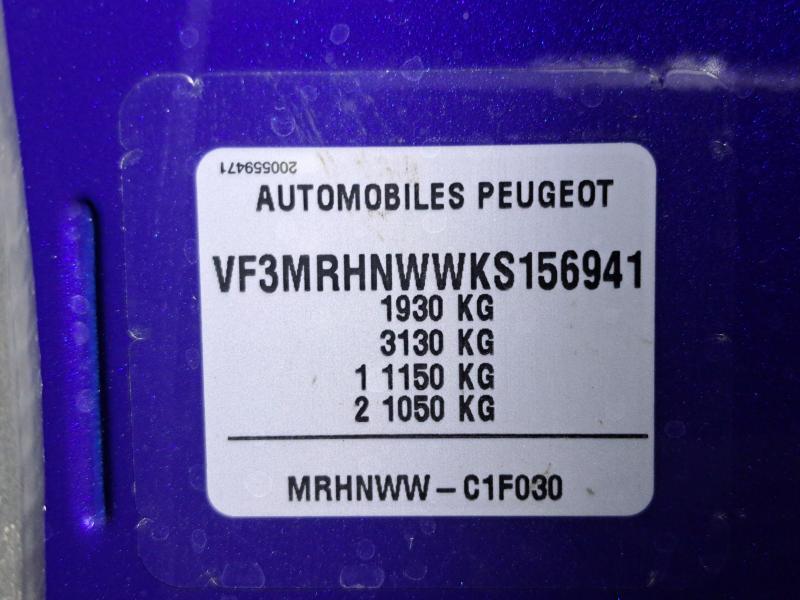 200559471
AUTOMOBILES PEUGEOT
VF3MRHNWWKS156941
1930 KG
3130 KG
1 1150 KG
2 1050 KG
MRHNWW-C1F030